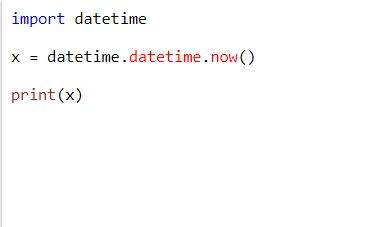 import datetime
x = datetime.datetime.now()
print(x)